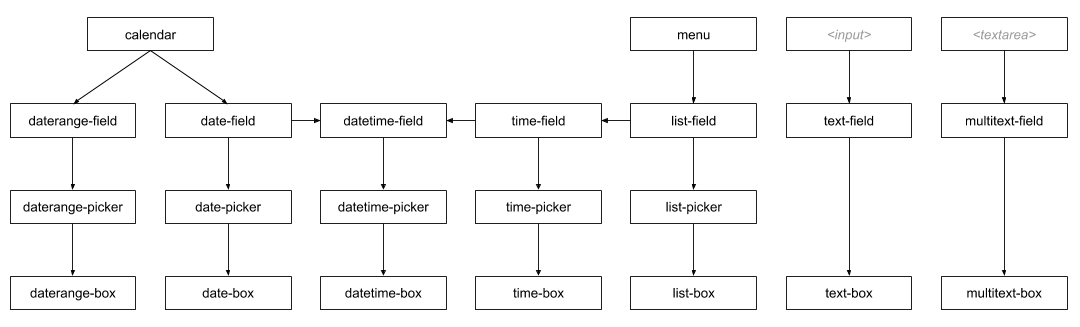 calendar
menu
<input>
<textarea>
daterange-field
date-field
datetime-field
time-field
list-field
text-field
multitext-field
daterange-picker
date-picker
datetime-picker
time-picker
list-picker
daterange-box
date-box
datetime-box
time-box
list-box
text-box
multitext-box